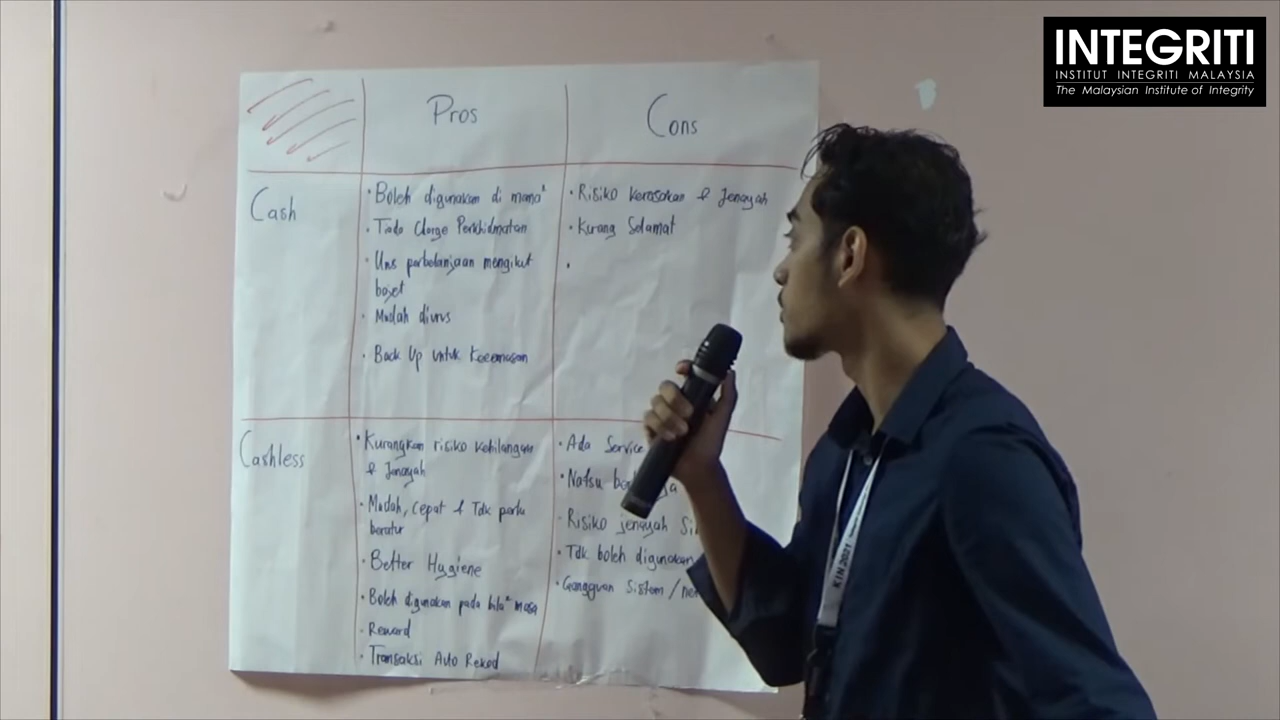 INTEGRITI
INSTITUT INTEGRITI MALAYSIA
The Malaysian Institute of Integrity
Pros
Cons
Cash
• Boleh digunakan di mana²
• Tiada Charge Perkhidmatan
• Urus perbelanjaan mengikut
bajet
• Mudah diurus
• Back Up untuk Kecemasan
• Risiko kerosakan & Jenayah
• Kurang Selamat
•
Cashless
• Kurangkan risiko kehilangan
& Jenayah
• Mudah, Cepat & Tdk perlu
beratur
• Better Hygiene
• Boleh digunakan pada bila² masa
• Reward
• Transaksi Auto Rekod
• Ada Service
• Nafsu
• Risiko jenayah
• Tdk boleh digunakan
• Gangguan Sistem /
KIN 2021